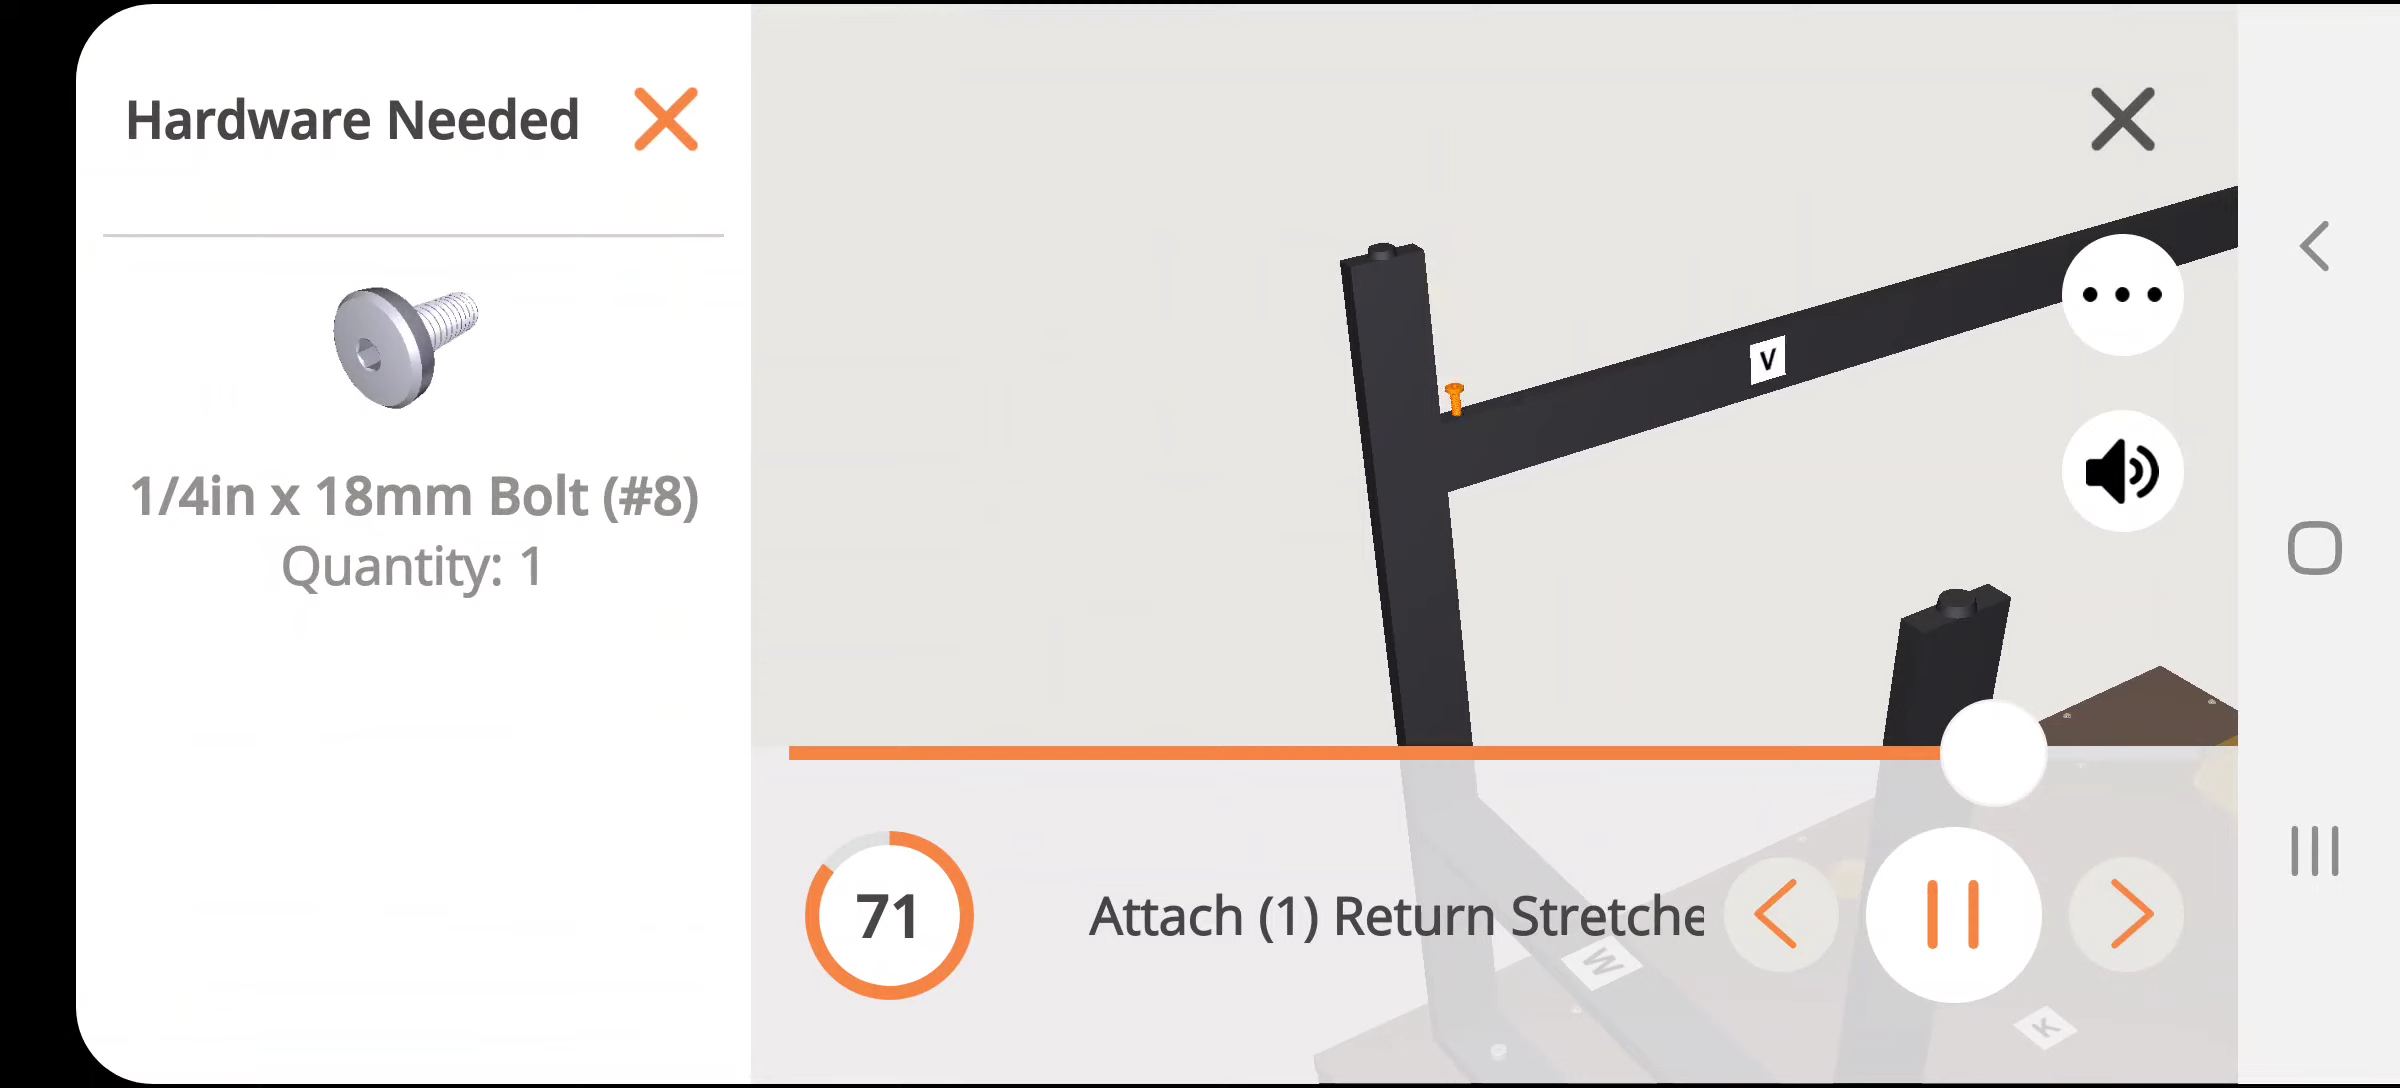 Hardware Needed
1/4in x 18mm Bolt (#8)
Quantity: 1
V
71
Attach (1) Return Stretche
W
K